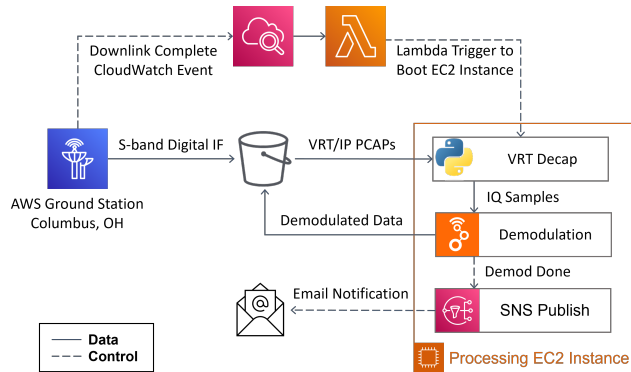 Downlink Complete
CloudWatch Event
Lambda Trigger to
Boot EC2 Instance
S-band Digital IF
VRT/IP PCAPs
VRT Decap
AWS Ground Station
Columbus, OH
IQ Samples
Demodulated Data
Demodulation
Demod Done
Email Notification
SNS Publish
Data
Control
Processing EC2 Instance